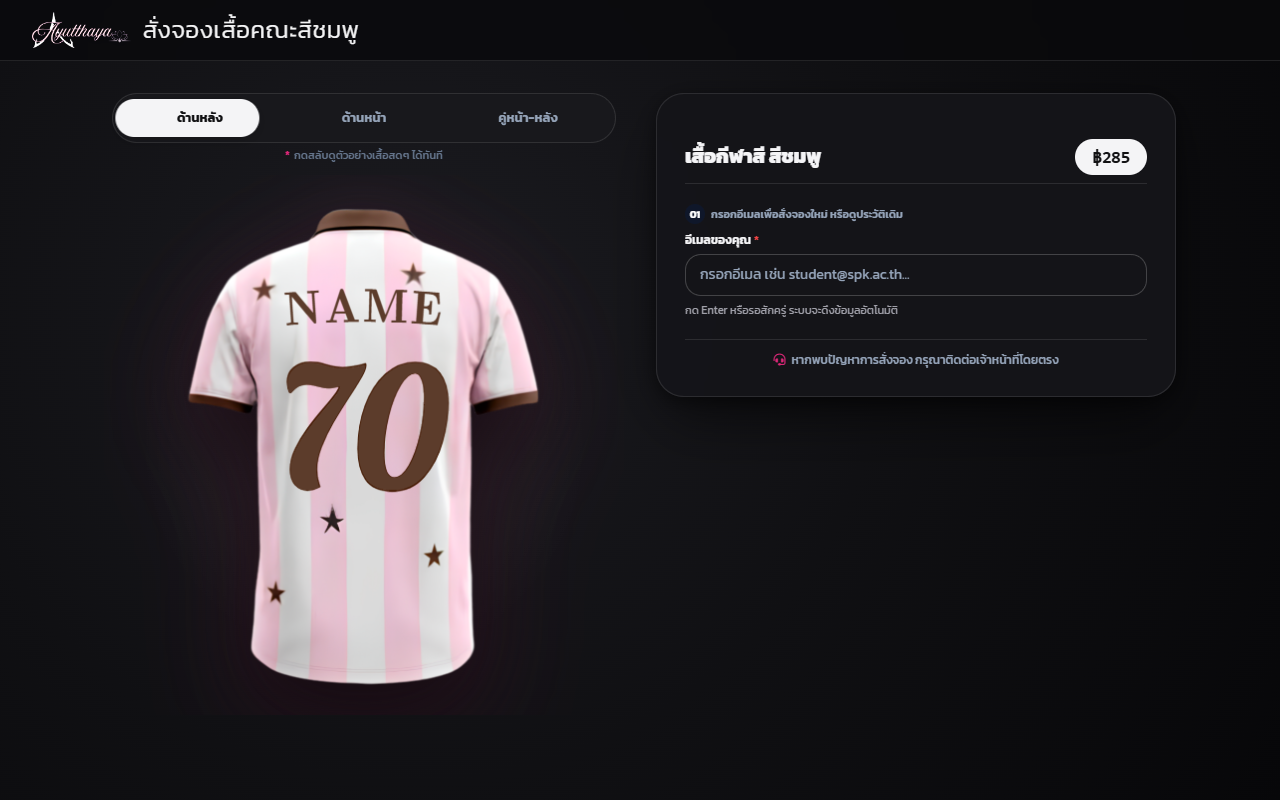 Ayutthaya
สั่งจองเสื้อคณะสีชมพู
ด้านหลัง
ด้านหน้า
คู่หน้า-หลัง
* กดสลับดูตัวอย่างเสื้อสดๆ ได้ทันที
NAME
70
เสื้อกีฬาสี สีชมพู
฿285
01 กรอกอีเมลเพื่อสั่งจองใหม่ หรือดูประวัติเดิม
อีเมลของคุณ *
กรอกอีเมล เช่น student@spk.ac.th...
กด Enter หรือรอสักครู่ ระบบจะดึงข้อมูลอัตโนมัติ
หากพบปัญหาการสั่งจอง กรุณาติดต่อเจ้าหน้าที่โดยตรง